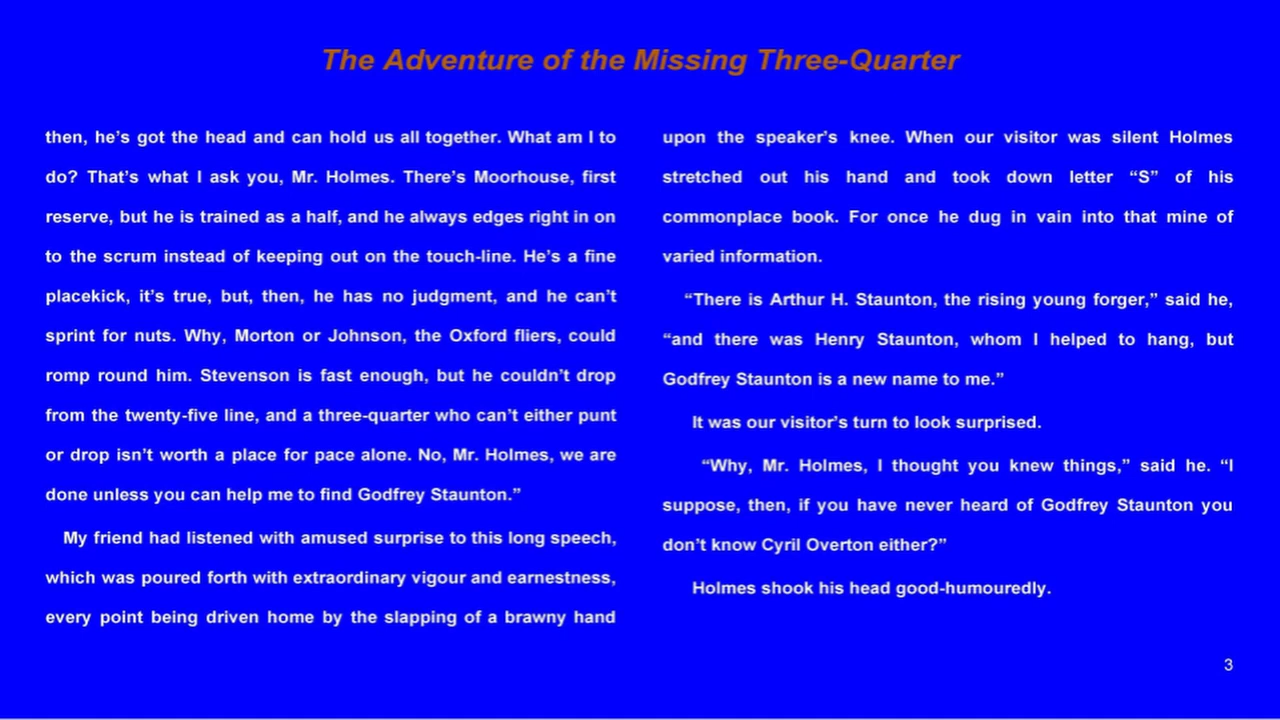 The Adventure of the Missing Three-Quarter
then, he’s got the head and can hold us all together. What am I to
do? That’s what I ask you, Mr. Holmes. There’s Moorhouse, first
reserve, but he is trained as a half, and he always edges right in on
to the scrum instead of keeping out on the touch-line. He’s a fine
placekick, it’s true, but, then, he has no judgment, and he can’t
sprint for nuts. Why, Morton or Johnson, the Oxford fliers, could
romp round him. Stevenson is fast enough, but he couldn’t drop
from the twenty-five line, and a three-quarter who can’t either punt
or drop isn’t worth a place for pace alone. No, Mr. Holmes, we are
done unless you can help me to find Godfrey Staunton.”
My friend had listened with amused surprise to this long speech,
which was poured forth with extraordinary vigour and earnestness,
every point being driven home by the slapping of a brawny hand
upon the speaker’s knee. When our visitor was silent Holmes
stretched out his hand and took down letter “S” of his
commonplace book. For once he dug in vain into that mine of
varied information.
“There is Arthur H. Staunton, the rising young forger,” said he,
“and there was Henry Staunton, whom I helped to hang, but
Godfrey Staunton is a new name to me.”
It was our visitor’s turn to look surprised.
“Why, Mr. Holmes, I thought you knew things,” said he. “I
suppose, then, if you have never heard of Godfrey Staunton you
don’t know Cyril Overton either?”
Holmes shook his head good-humouredly.
3